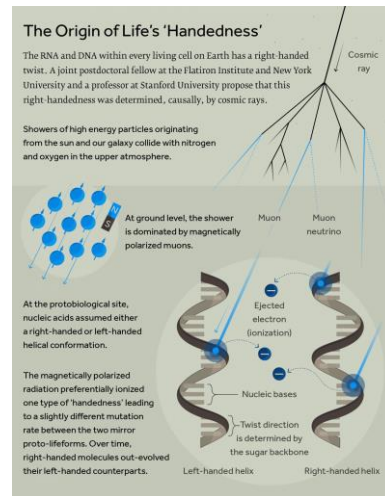 The Origin of Life's 'Handedness'
The RNA and DNA within every living cell on Earth has a right-handed
twist. A joint postdoctoral fellow at the Flatiron Institute and New York
University and a professor at Stanford University propose that this
right-handedness was determined, causally, by cosmic rays.
Cosmic
ray
Showers of high energy particles originating
from the sun and our galaxy collide with nitrogen
and oxygen in the upper atmosphere.
N
S
At ground level, the shower
is dominated by magnetically
polarized muons.
Muon
Muon
neutrino
At the protobiological site,
nucleic acids assumed either
a right-handed or left-handed
helical conformation.
The magnetically polarized
radiation preferentially ionized
one type of 'handedness' leading
to a slightly different mutation
rate between the two mirror
proto-lifeforms. Over time,
right-handed molecules out-evolved
their left-handed counterparts.
Ejected
electron
(ionization)
Nucleic bases
Twist direction
is determined by
the sugar backbone
Left-handed helix
Right-handed helix